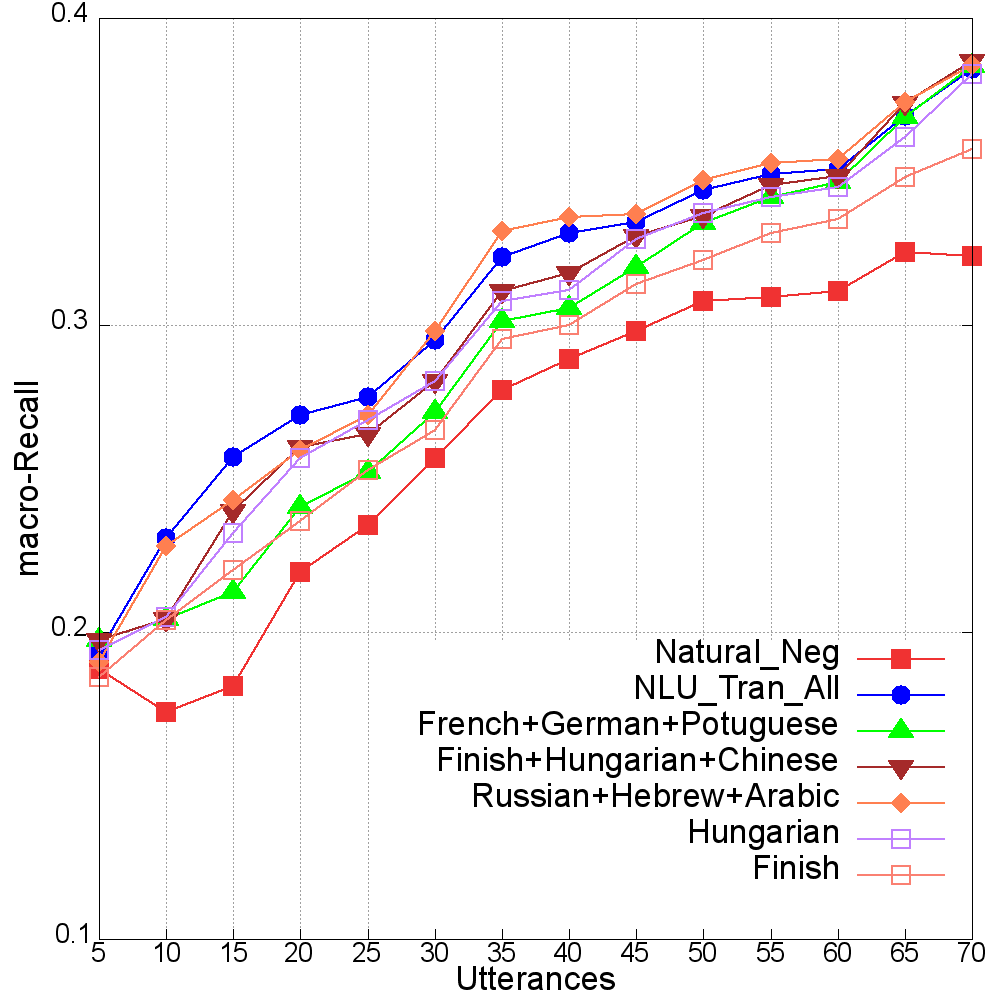 0.4
0.3
0.2
0.1
macro-Recall
Natural_Neg
NLU_Tran_All
French+German+Potuguese
Finish+Hungarian+Chinese
Russian+Hebrew+Arabic
Hungarian
Finish
5 10 15 20 25 30 35 40 45 50 55 60 65 70
Utterances